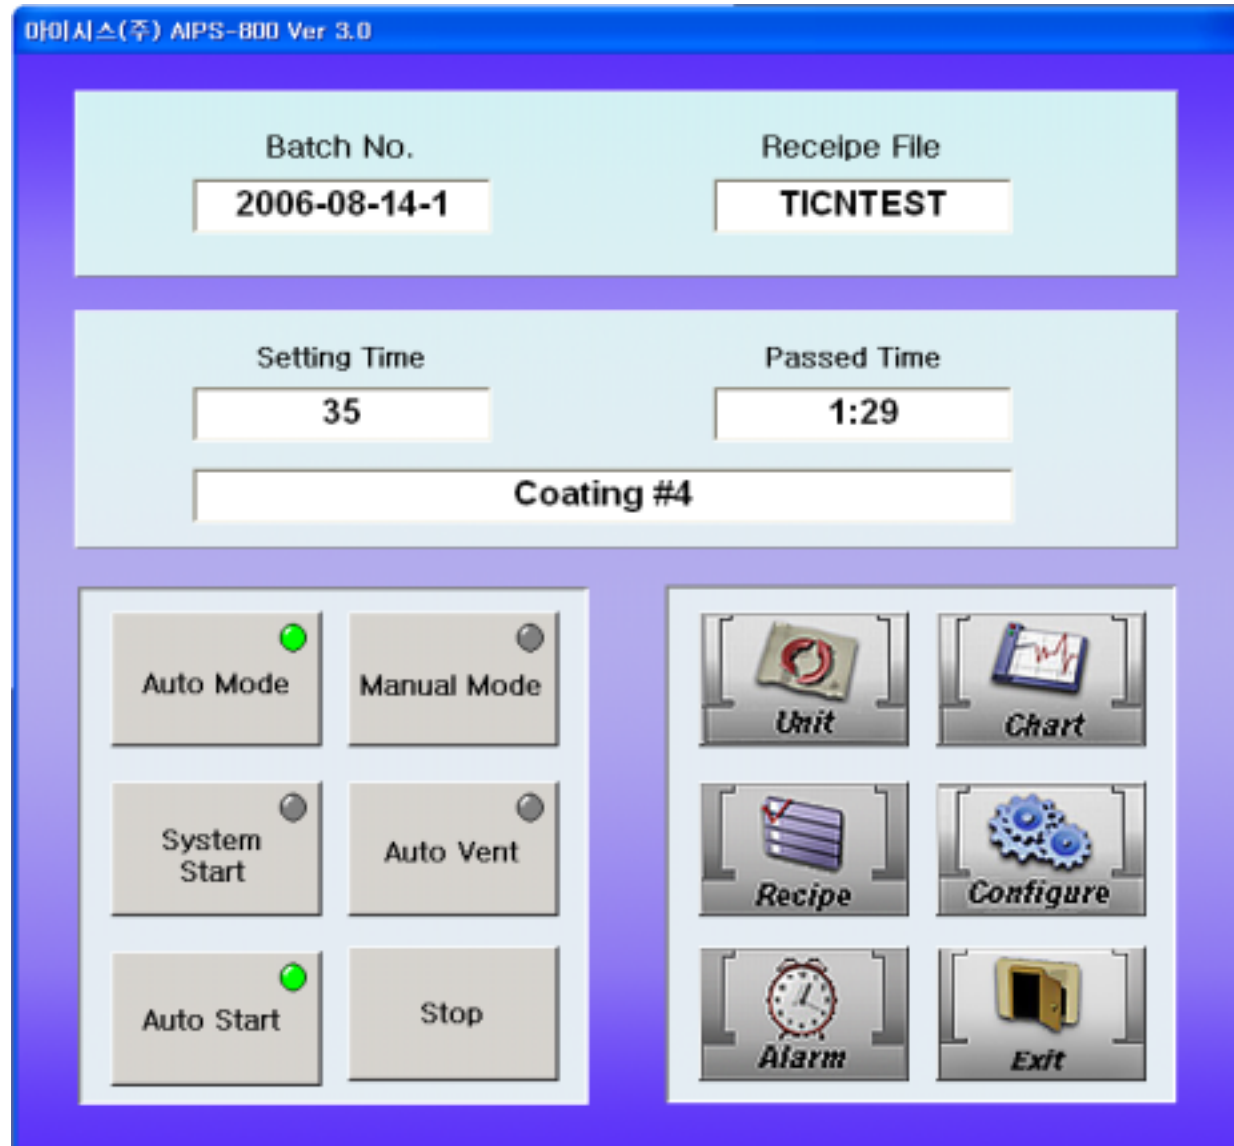 아이시스(주) AIPS-800 Ver 3.0
Batch No.
Receipe File
2006-08-14-1
TICNTEST
Setting Time
Passed Time
35
1:29
Coating #4
Auto Mode
Manual Mode
Unit
Chart
System
Start
Auto Vent
Recipe
Configure
Auto Start
Stop
Alarm
Exit